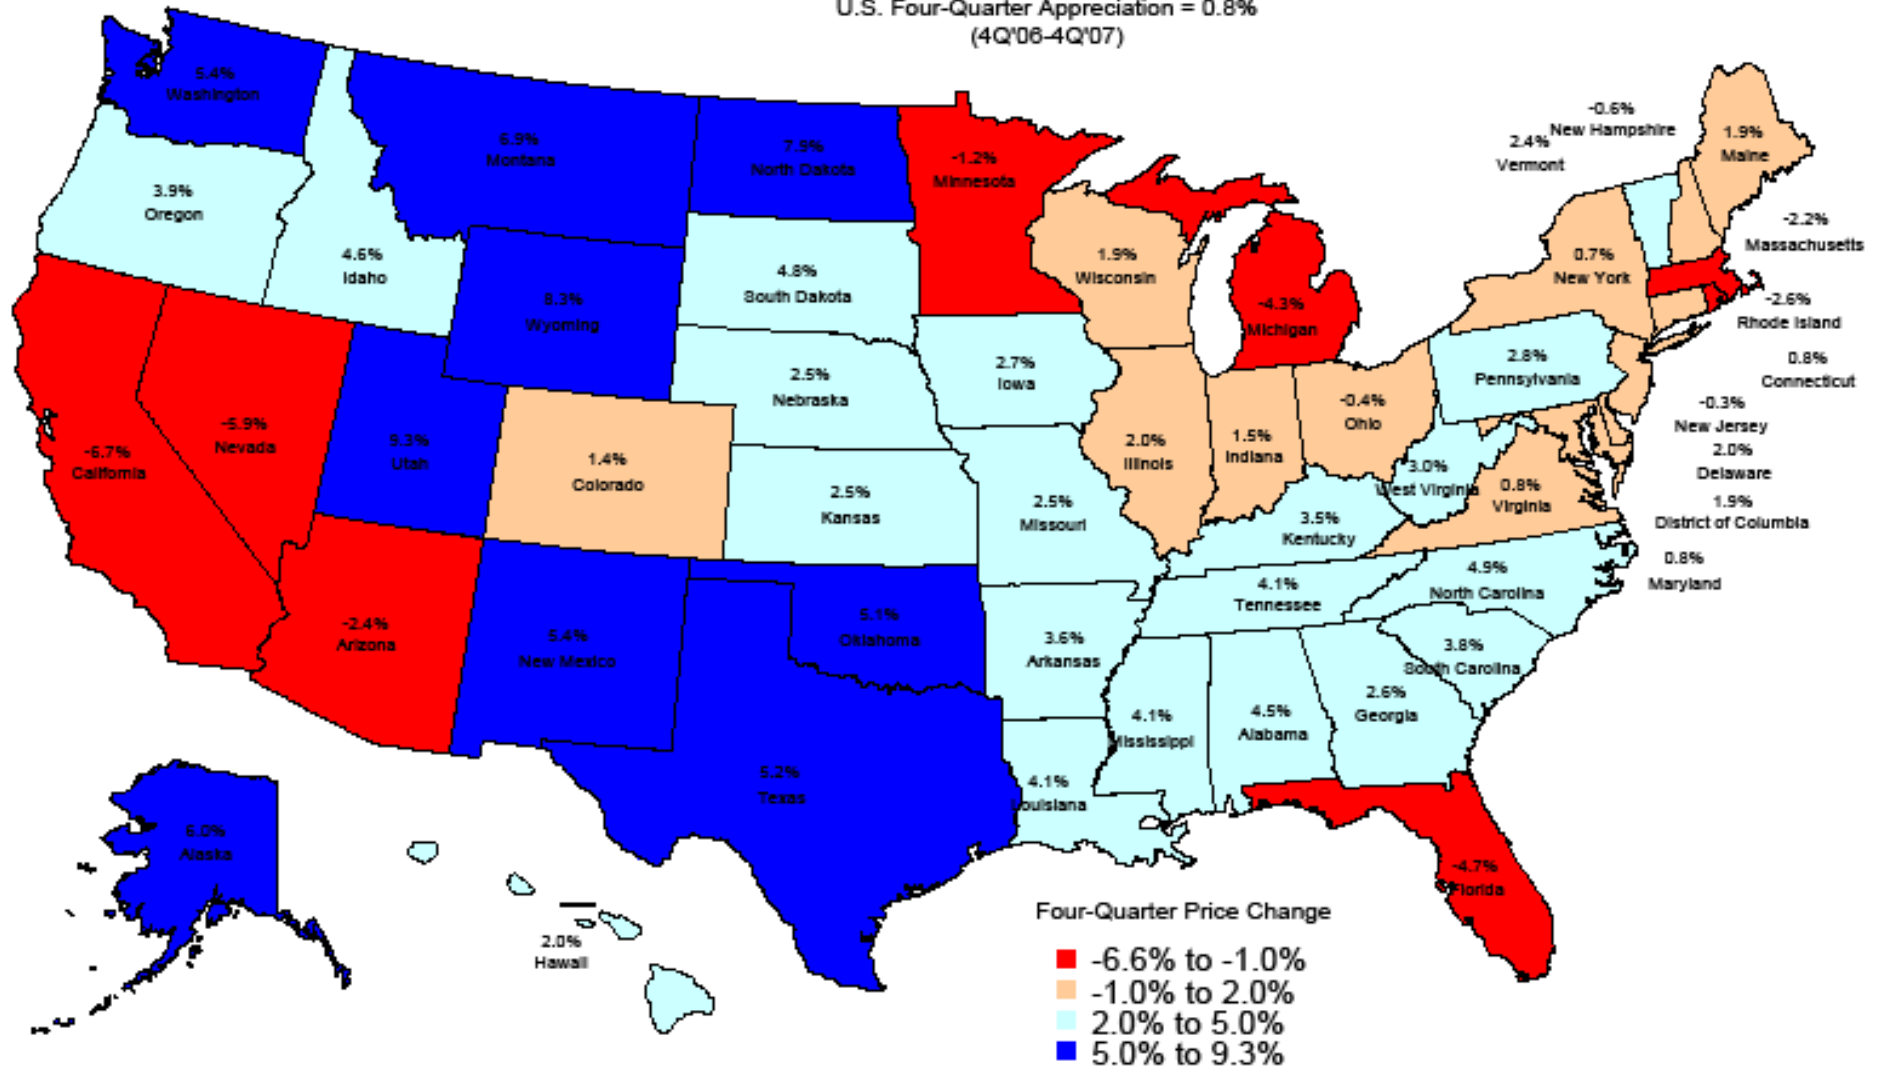 U.S. Four-Quarter Appreciation = 0.8%
(4Q'06-4Q'07)
5.4%
Washington
3.9%
Oregon
4.6%
Idaho
6.9%
Montana
7.9%
North Dakota
-1.2%
Minnesota
8.3%
Wyoming
4.8%
South Dakota
1.9%
Wisconsin
-4.3%
Michigan
-0.6%
New Hampshire
2.4%
Vermont
1.9%
Maine
0.7%
New York
-2.2%
Massachusetts
-2.6%
Rhode Island
0.8%
Connecticut
-0.3%
New Jersey
2.0%
Delaware
1.9%
District of Columbia
0.8%
Maryland
-6.7%
California
-5.9%
Nevada
9.3%
Utah
1.4%
Colorado
2.5%
Nebraska
2.7%
Iowa
2.5%
Kansas
2.5%
Missouri
2.0%
Illinois
1.5%
Indiana
-0.4%
Ohio
2.8%
Pennsylvania
3.0%
West Virginia
0.8%
Virginia
3.5%
Kentucky
4.1%
Tennessee
4.9%
North Carolina
3.8%
South Carolina
2.6%
Georgia
4.5%
Alabama
4.1%
Mississippi
4.1%
Louisiana
3.6%
Arkansas
5.1%
Oklahoma
5.2%
Texas
5.4%
New Mexico
-2.4%
Arizona
6.0%
Alaska
2.0%
Hawaii
-4.7%
Florida
Four-Quarter Price Change
-6.6% to -1.0%
-1.0% to 2.0%
2.0% to 5.0%
5.0% to 9.3%